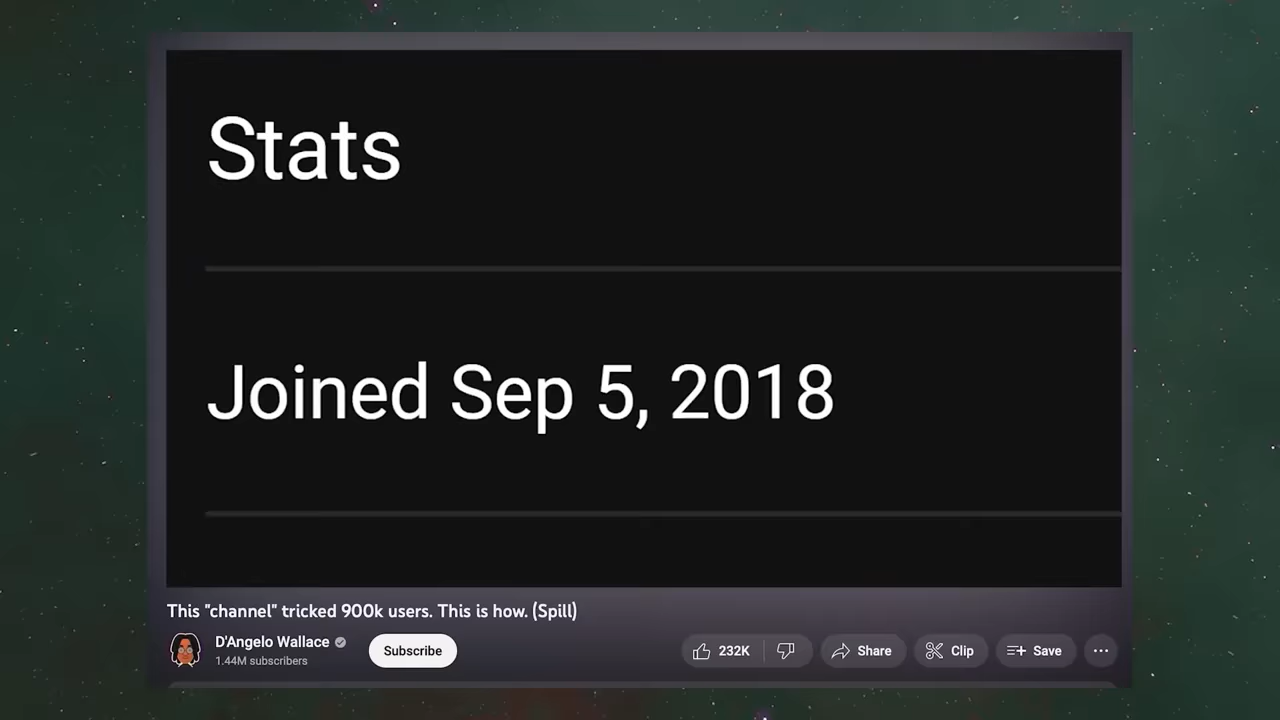 Stats
Joined Sep 5, 2018
This "channel" tricked 900k users. This is how. (Spill)
D'Angelo Wallace
1.44M subscribers
Subscribe
232K
Share
Clip
Save